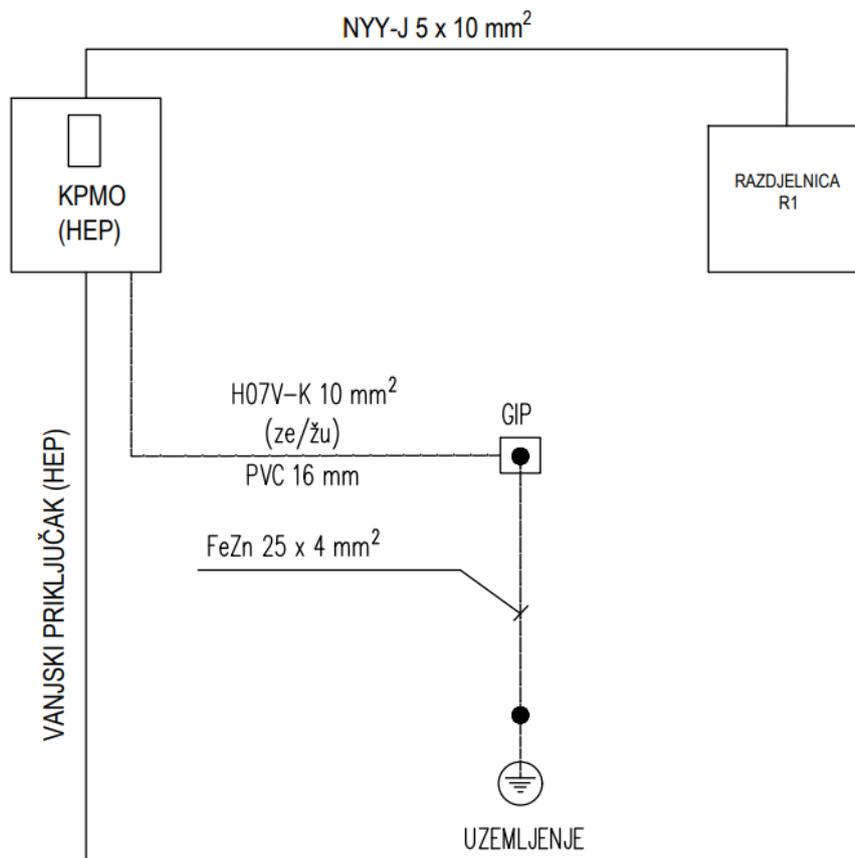 NYY-J 5 x 10 mm²
KPMO
(HEP)
RAZDJELNICA
R1
H07V-K 10 mm²
(ze/žu)
PVC 16 mm
GIP
FeZn 25 x 4 mm²
VANJSKI PRIKLJUČAK (HEP)
UZEMLJENJE